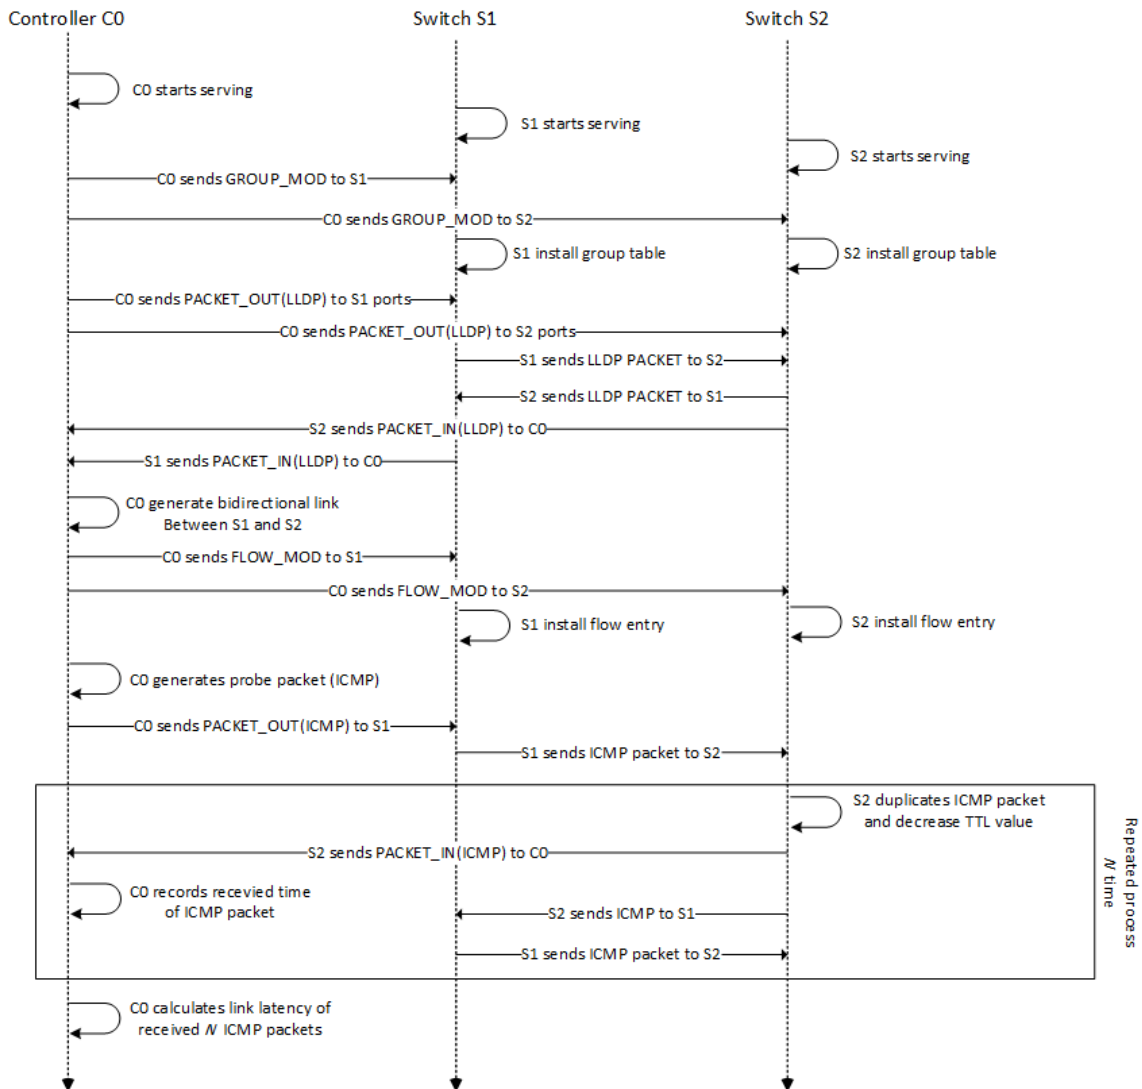 Controller C0
Switch S1
Switch S2
C0 starts serving
S1 starts serving
S2 starts serving
C0 sends GROUP_MOD to S1
C0 sends GROUP_MOD to S2
S1 install group table
S2 install group table
C0 sends PACKET_OUT(LLDP) to S1 ports
C0 sends PACKET_OUT(LLDP) to S2 ports
S1 sends LLDP PACKET to S2
S2 sends LLDP PACKET to S1
S2 sends PACKET_IN(LLDP) to C0
S1 sends PACKET_IN(LLDP) to C0
C0 generate bidirectional link
Between S1 and S2
C0 sends FLOW_MOD to S1
C0 sends FLOW_MOD to S2
S1 install flow entry
S2 install flow entry
C0 generates probe packet (ICMP)
C0 sends PACKET_OUT(ICMP) to S1
S1 sends ICMP packet to S2
S2 duplicates ICMP packet
and decrease TTL value
S2 sends PACKET_IN(ICMP) to C0
C0 records recevied time
of ICMP packet
S2 sends ICMP to S1
S1 sends ICMP packet to S2
Repeated process
N time
C0 calculates link latency of
received N ICMP packets